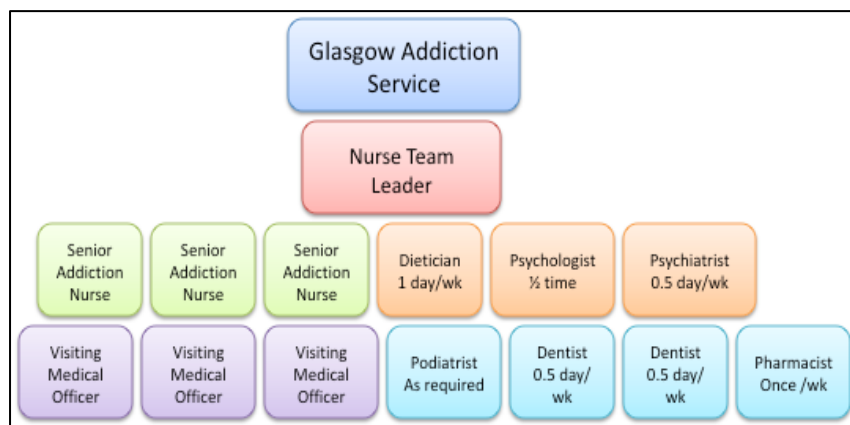 Glasgow Addiction
Service
Nurse Team
Leader
Senior
Addiction
Nurse
Senior
Addiction
Nurse
Senior
Addiction
Nurse
Dietician
1 day/wk
Psychologist
½ time
Psychiatrist
0.5 day/wk
Visiting
Medical
Officer
Visiting
Medical
Officer
Visiting
Medical
Officer
Podiatrist
As required
Dentist
0.5 day/
wk
Dentist
0.5 day/
wk
Pharmacist
Once /wk